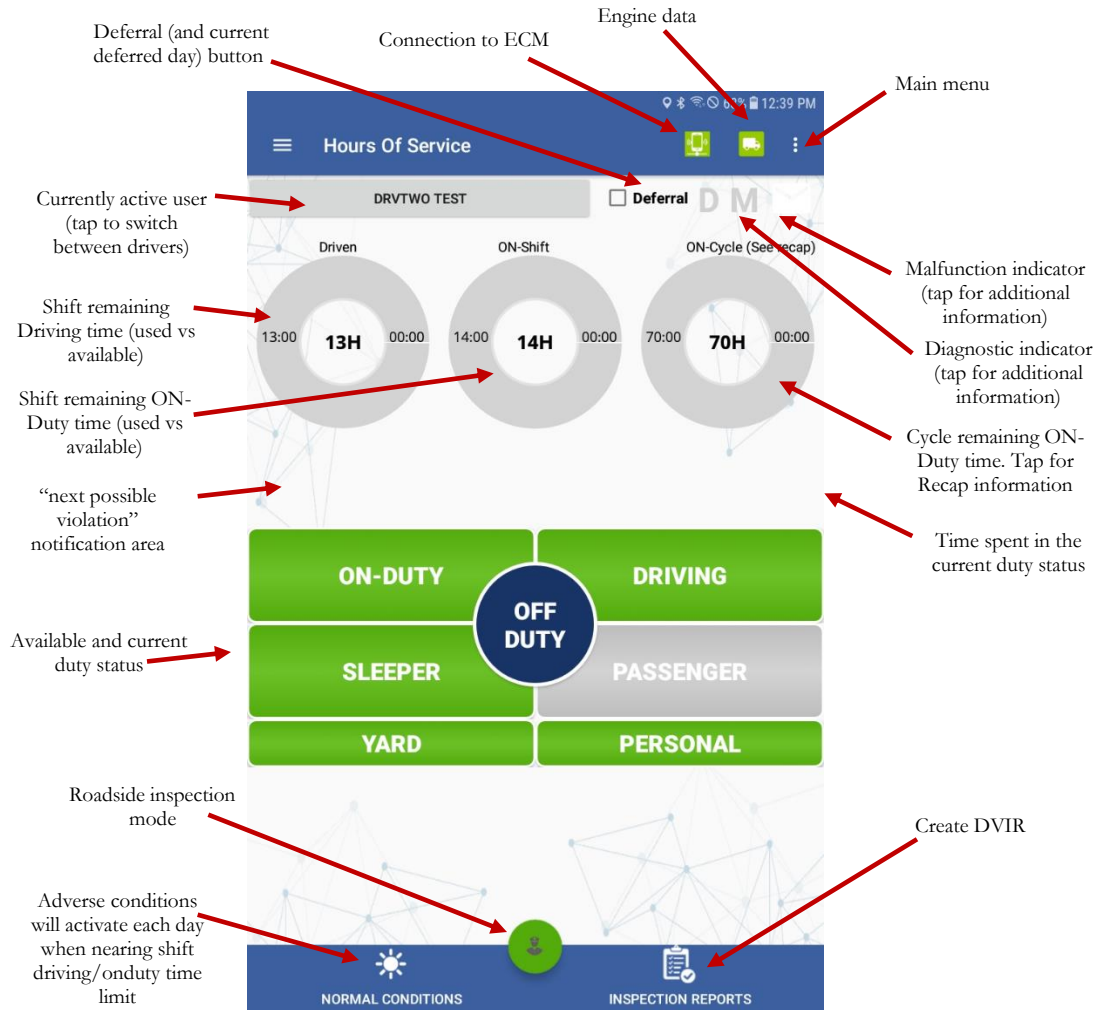 Engine data
Deferral (and current
deferred day) button
Connection to ECM
Main menu
12:39 PM
Hours Of Service
Currently active user
(tap to switch
between drivers)
DRVTWO TEST
Deferral
D M
Driven
ON-Shift
ON-Cycle (See recap)
Malfunction indicator
(tap for additional
information)
Shift remaining
Driving time (used vs
available)
13:00
13H
00:00
14:00
14H
00:00
70:00
70H
00:00
Diagnostic indicator
(tap for additional
information)
Shift remaining ON-
Duty time (used vs
available)
Cycle remaining ON-
Duty time. Tap for
Recap information
“next possible
violation”
notification area
Time spent in the
current duty status
ON-DUTY
DRIVING
OFF
DUTY
Available and current
duty status
SLEEPER
PASSENGER
YARD
PERSONAL
Roadside inspection
mode
Create DVIR
Adverse conditions
will activate each day
when nearing shift
driving/onduty time
limit
NORMAL CONDITIONS
INSPECTION REPORTS